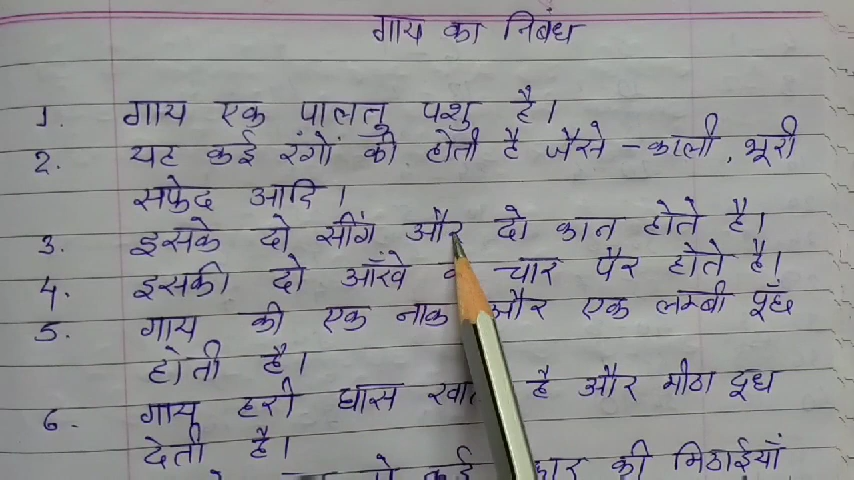 गाय का निबंध
1. गाय एक पालतु पशु है।
2. यह कई रंगों की होती है जैसे - काली, भूरी
सफेद आदि।
3. इसके दो सींग और दो कान होते है।
4. इसकी दो आँखे चार पैर होते है।
5. गाय की एक नाक और एक लम्बी पूँछ
होती है।
6. गाय हरी घास है और मीठा दूध
देती है।
की मिठाईयाँ